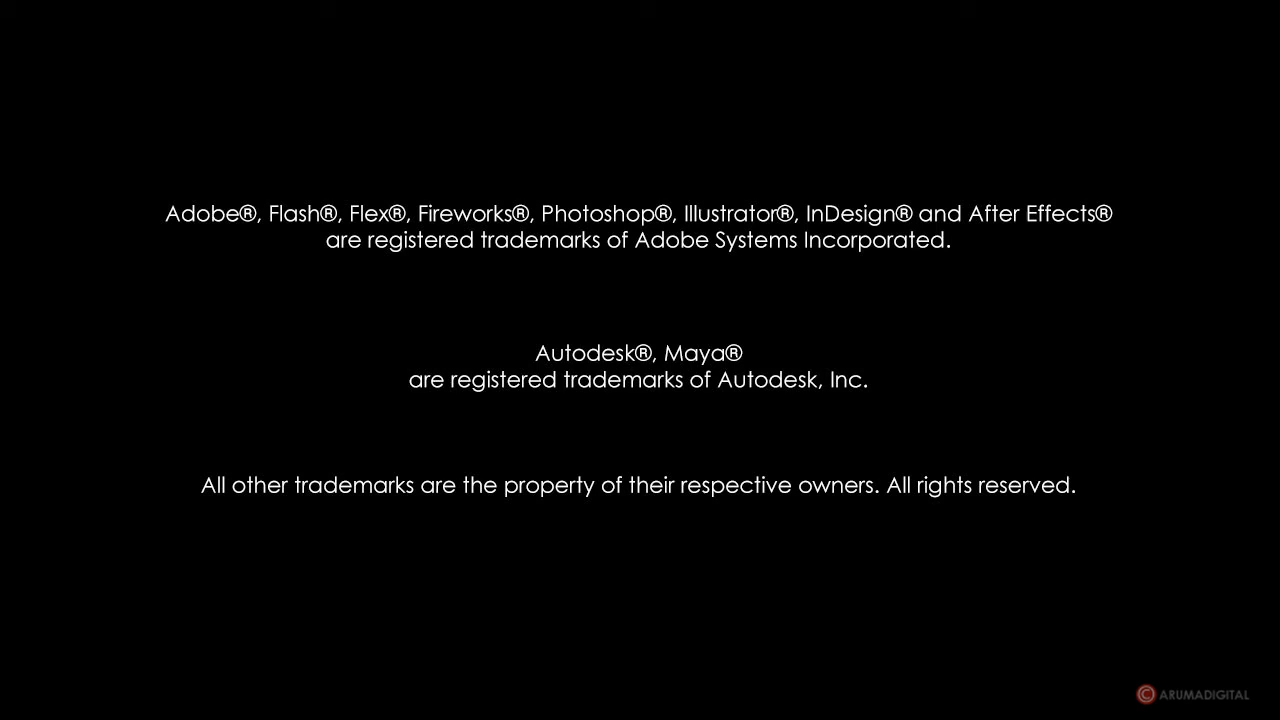 Adobe®, Flash®, Flex®, Fireworks®, Photoshop®, Illustrator®, InDesign® and After Effects®
are registered trademarks of Adobe Systems Incorporated.
Autodesk®, Maya®
are registered trademarks of Autodesk, Inc.
All other trademarks are the property of their respective owners. All rights reserved.
© ARUMADIGITAL